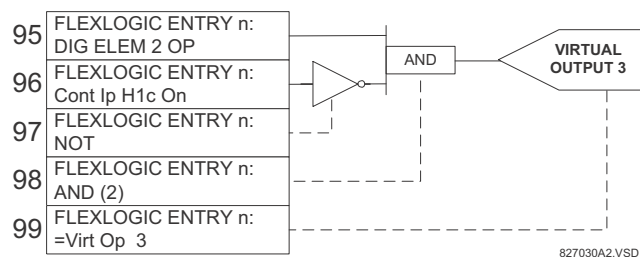 95 FLEXLOGIC ENTRY n:
DIG ELEM 2 OP
96 FLEXLOGIC ENTRY n:
Cont Ip H1c On
97 FLEXLOGIC ENTRY n:
NOT
98 FLEXLOGIC ENTRY n:
AND (2)
99 FLEXLOGIC ENTRY n:
=Virt Op 3
AND
VIRTUAL
OUTPUT 3
827030A2.VSD